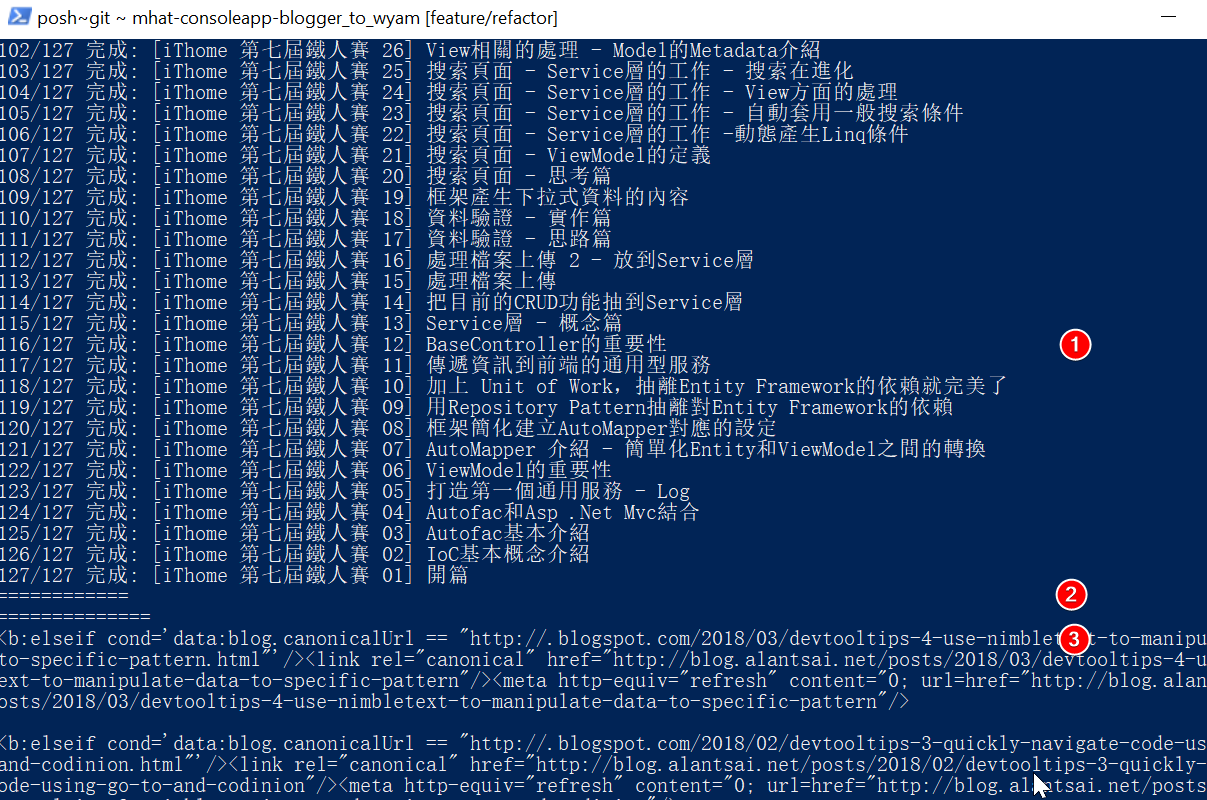 posh~git ~ mhat-consoleapp-blogger_to_wyam [feature/refactor]
102/127 完成: [iThome 第七屆鐵人賽 26] View相關的處理 - Model的Metadata介紹
103/127 完成: [iThome 第七屆鐵人賽 25] 搜索頁面 - Service層的工作 - 搜索在進化
104/127 完成: [iThome 第七屆鐵人賽 24] 搜索頁面 - Service層的工作 - View方面的處理
105/127 完成: [iThome 第七屆鐵人賽 23] 搜索頁面 - Service層的工作 - 自動套用一般搜索條件
106/127 完成: [iThome 第七屆鐵人賽 22] 搜索頁面 - Service層的工作 -動態產生Linq條件
107/127 完成: [iThome 第七屆鐵人賽 21] 搜索頁面 - ViewModel的定義
108/127 完成: [iThome 第七屆鐵人賽 20] 搜索頁面 - 思考篇
109/127 完成: [iThome 第七屆鐵人賽 19] 框架產生下拉式資料的內容
110/127 完成: [iThome 第七屆鐵人賽 18] 資料驗證 - 實作篇
111/127 完成: [iThome 第七屆鐵人賽 17] 資料驗證 - 思路篇
112/127 完成: [iThome 第七屆鐵人賽 16] 處理檔案上傳 2 - 放到Service層
113/127 完成: [iThome 第七屆鐵人賽 15] 處理檔案上傳
114/127 完成: [iThome 第七屆鐵人賽 14] 把目前的CRUD功能抽到Service層
115/127 完成: [iThome 第七屆鐵人賽 13] Service層 - 概念篇
116/127 完成: [iThome 第七屆鐵人賽 12] BaseController的重要性
1
117/127 完成: [iThome 第七屆鐵人賽 11] 傳遞資訊到前端的通用型服務
118/127 完成: [iThome 第七屆鐵人賽 10] 加上 Unit of Work，抽離Entity Framework的依賴就完美了
119/127 完成: [iThome 第七屆鐵人賽 09] 用Repository Pattern抽離對Entity Framework的依賴
120/127 完成: [iThome 第七屆鐵人賽 08] 框架簡化建立AutoMapper對應的設定
121/127 完成: [iThome 第七屆鐵人賽 07] AutoMapper 介紹 - 簡單化Entity和ViewModel之間的轉換
122/127 完成: [iThome 第七屆鐵人賽 06] ViewModel的重要性
123/127 完成: [iThome 第七屆鐵人賽 05] 打造第一個通用服務 - Log
124/127 完成: [iThome 第七屆鐵人賽 04] Autofac和Asp .Net Mvc結合
125/127 完成: [iThome 第七屆鐵人賽 03] Autofac基本介紹
126/127 完成: [iThome 第七屆鐵人賽 02] IoC基本概念介紹
127/127 完成: [iThome 第七屆鐵人賽 01] 開篇
============
2
==============
<b:elseif cond='data:blog.canonicalUrl == "http://.blogspot.com/2018/03/devtooltips-4-use-nimblet t-to-manipu
3
to-specific-pattern.html"'/><link rel="canonical" href="http://blog.alantsai.net/posts/2018/03/devtooltips-4-u
ext-to-manipulate-data-to-specific-pattern"/><meta http-equiv="refresh" content="0; url=href="http://blog.alan
osts/2018/03/devtooltips-4-use-nimbletext-to-manipulate-data-to-specific-pattern"/>
<b:elseif cond='data:blog.canonicalUrl == "http://.blogspot.com/2018/02/devtooltips-3-quickly-navigate-code-us
and-codinion.html"'/><link rel="canonical" href="http://blog.alantsai.net/posts/2018/02/devtooltips-3-quickly-
ode-using-go-to-and-codinion"/><meta http-equiv="refresh" content="0; url=href="http://blog.alantsai.net/posts